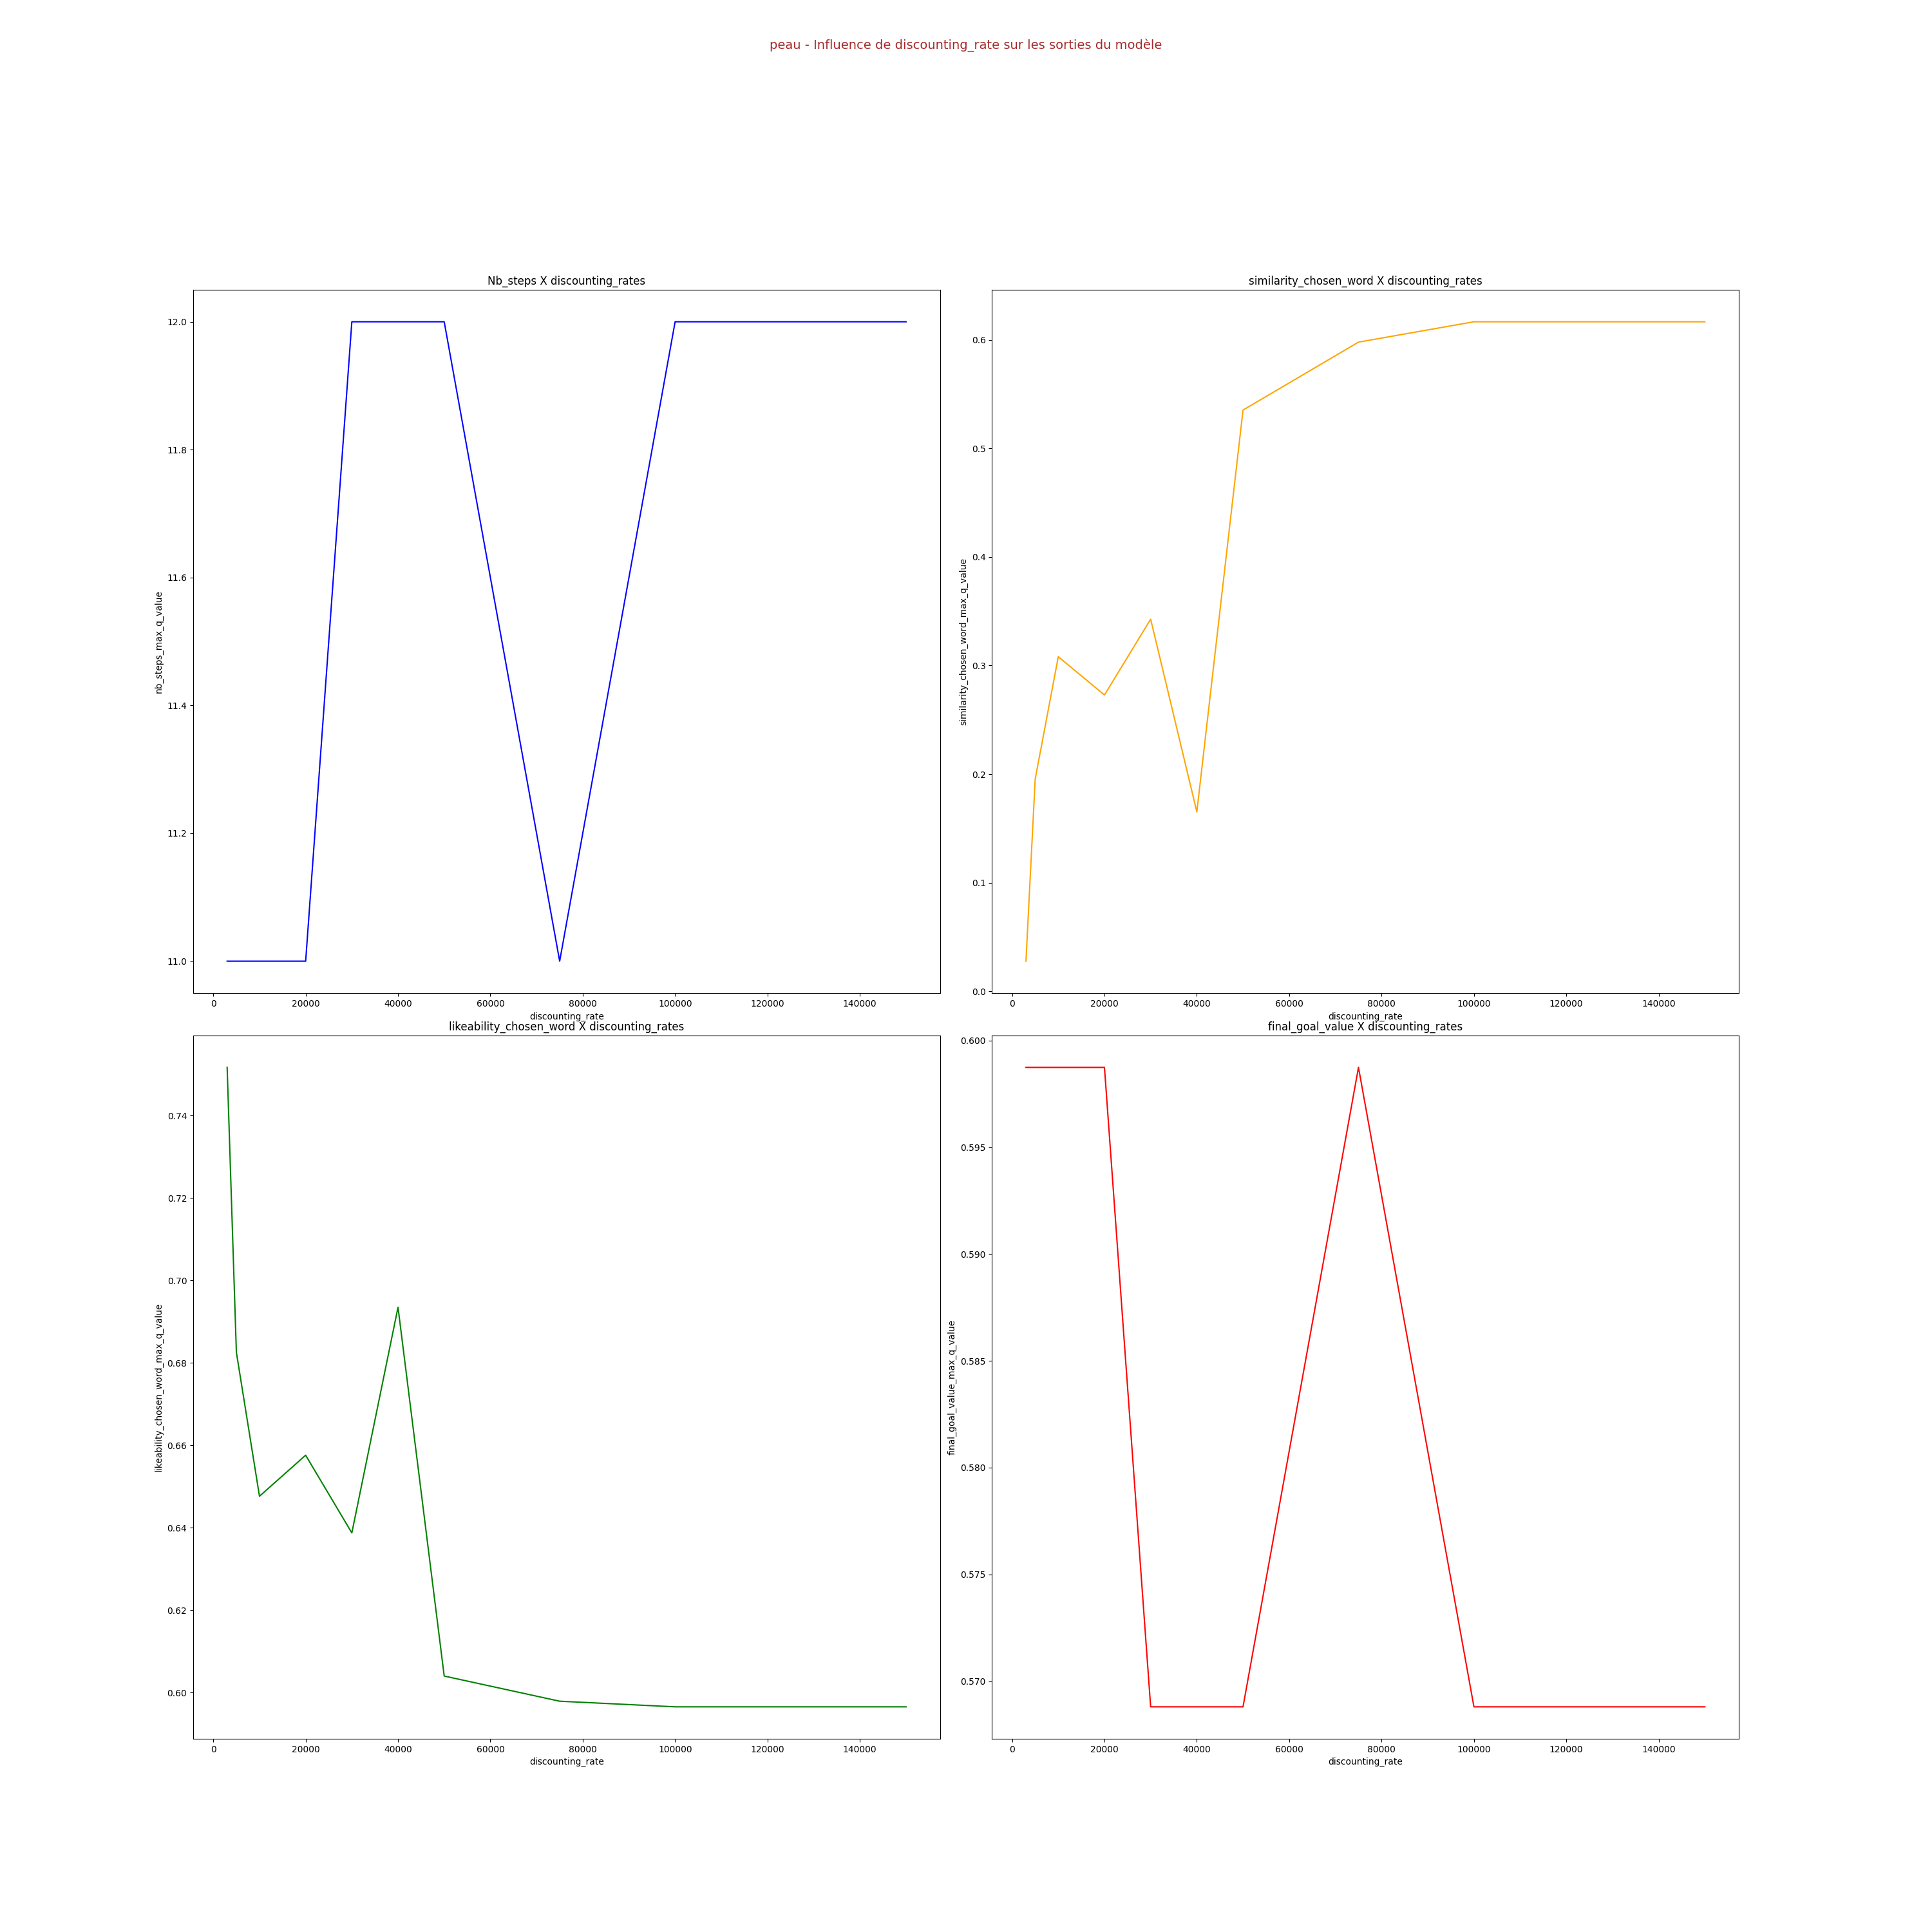 peau - Influence de discounting_rate sur les sorties du modèle
Nb_steps X discounting_rates
12.0
11.8
11.6
11.4
11.2
11.0
nb_steps_max_q_value
0 20000 40000 60000 80000 100000 120000 140000
discounting_rate
similarity_chosen_word X discounting_rates
0.6
0.5
0.4
0.3
0.2
0.1
0.0
similarity_chosen_word_max_q_value
0 20000 40000 60000 80000 100000 120000 140000
discounting_rate
likeability_chosen_word X discounting_rates
0.74
0.72
0.70
0.68
0.66
0.64
0.62
0.60
likeability_chosen_word_max_q_value
0 20000 40000 60000 80000 100000 120000 140000
discounting_rate
final_goal_value X discounting_rates
0.600
0.595
0.590
0.585
0.580
0.575
0.570
final_goal_value_max_q_value
0 20000 40000 60000 80000 100000 120000 140000
discounting_rate